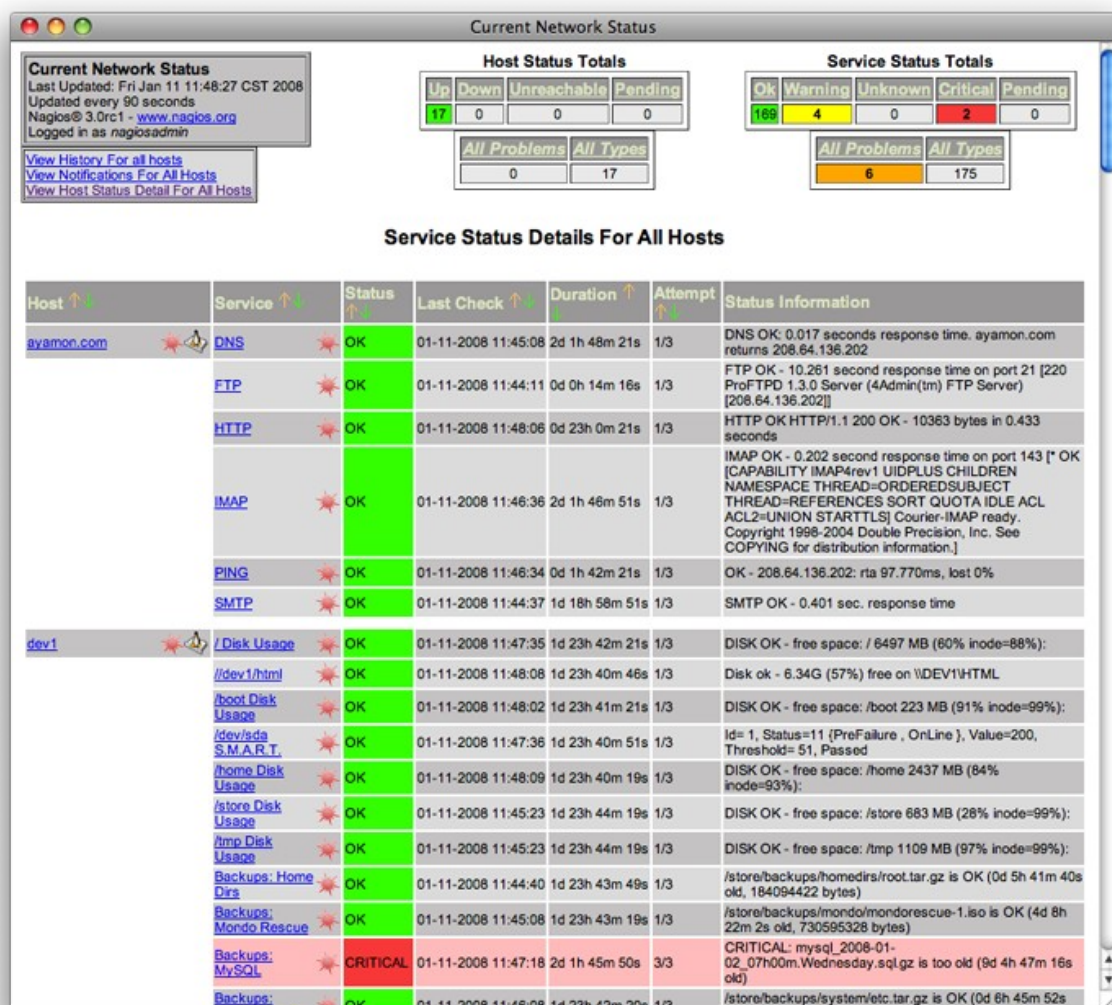 Current Network Status
Current Network Status
Last Updated: Fri Jan 11 11:48:27 CST 2008
Updated every 90 seconds
Nagios® 3.0rc1 - www.nagios.org
Logged in as nagiosadmin
View History For all hosts
View Notifications For All Hosts
View Host Status Detail For All Hosts
Host Status Totals
Up Down Unreachable Pending
17 0 0 0
All Problems All Types
0 17
Service Status Totals
Ok Warning Unknown Critical Pending
169 4 0 2 0
All Problems All Types
6 175
Service Status Details For All Hosts
Host Service Status Last Check Duration Attempt Status Information
ayamon.com DNS OK 01-11-2008 11:45:08 2d 1h 48m 21s 1/3 DNS OK: 0.017 seconds response time. ayamon.com
returns 208.64.136.202
FTP OK 01-11-2008 11:44:11 0d 0h 14m 16s 1/3 FTP OK - 10.261 second response time on port 21 [220
ProFTPD 1.3.0 Server (4Admin(tm) FTP Server)
[208.64.136.202]]
HTTP OK 01-11-2008 11:48:06 0d 23h 0m 21s 1/3 HTTP OK HTTP/1.1 200 OK - 10363 bytes in 0.433
seconds
IMAP OK 01-11-2008 11:46:36 2d 1h 46m 51s 1/3 IMAP OK - 0.202 second response time on port 143 [* OK
[CAPABILITY IMAP4rev1 UIDPLUS CHILDREN
NAMESPACE THREAD=ORDEREDSUBJECT
THREAD=REFERENCES SORT QUOTA IDLE ACL
ACL2=UNION STARTTLS] Courier-IMAP ready.
Copyright 1998-2004 Double Precision, Inc. See
COPYING for distribution information.]
PING OK 01-11-2008 11:46:34 0d 1h 42m 21s 1/3 OK - 208.64.136.202: rta 97.770ms, lost 0%
SMTP OK 01-11-2008 11:44:37 1d 18h 58m 51s 1/3 SMTP OK - 0.401 sec. response time
dev1 / Disk Usage OK 01-11-2008 11:47:35 1d 23h 42m 21s 1/3 DISK OK - free space: / 6497 MB (60% inode=88%):
//dev1/html OK 01-11-2008 11:48:08 1d 23h 40m 46s 1/3 Disk ok - 6.34G (57%) free on \\DEV1\HTML
/boot Disk
Usage OK 01-11-2008 11:48:02 1d 23h 41m 21s 1/3 DISK OK - free space: /boot 223 MB (91% inode=99%):
/dev/sda
S.M.A.R.T. OK 01-11-2008 11:47:36 1d 23h 40m 51s 1/3 Id= 1, Status=11 {PreFailure , OnLine }, Value=200,
Threshold= 51, Passed
/home Disk
Usage OK 01-11-2008 11:48:09 1d 23h 40m 19s 1/3 DISK OK - free space: /home 2437 MB (84%
inode=93%):
/store Disk
Usage OK 01-11-2008 11:45:23 1d 23h 44m 19s 1/3 DISK OK - free space: /store 683 MB (28% inode=99%):
/tmp Disk
Usage OK 01-11-2008 11:45:23 1d 23h 44m 19s 1/3 DISK OK - free space: /tmp 1109 MB (97% inode=99%):
Backups: Home
Dirs OK 01-11-2008 11:44:40 1d 23h 43m 49s 1/3 /store/backups/homedirs/root.tar.gz is OK (0d 5h 41m 40s
old, 184094422 bytes)
Backups:
Mondo Rescue OK 01-11-2008 11:45:08 1d 23h 43m 19s 1/3 /store/backups/mondo/mondorescue-1.iso is OK (4d 8h
22m 2s old, 730595328 bytes)
Backups:
MySQL CRITICAL 01-11-2008 11:47:18 2d 1h 45m 50s 3/3 CRITICAL: mysql_2008-01-
02_07h00m.Wednesday.sql.gz is too old (9d 4h 47m 16s
old)
Backups: OK 01-11-2008 11:46:08 1d 23h 42m 20s 1/3 /store/backups/system/etc.tar.gz is OK (0d 6h 45m 52s